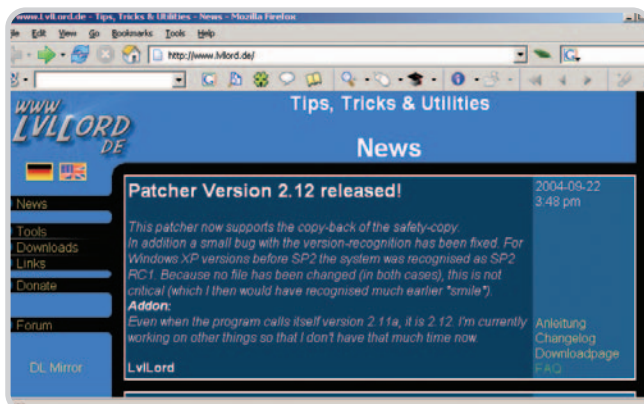 www.LvlLord.de - Tips, Tricks & Utilities - News - Mozilla Firefox
File Edit View Go Bookmarks Tools Help
http://www.lvllord.de/
G
WWW
LVLLORD
DE
Tips, Tricks & Utilities
News
News
Tools
Downloads
Links
Donate
Forum
DL Mirror
Patcher Version 2.12 released!
2004-09-22
3:48 pm
This patcher now supports the copy-back of the safety-copy.
In addition a small bug with the version-recognition has been fixed. For
Windows XP versions before SP2 the system was recognised as SP2
RC1. Because no file has been changed (in both cases), this is not
critical (which I then would have recognised much earlier "smile").
Addon:
Even when the program calls itself version 2.11a, it is 2.12. I'm currently
working on other things so that I don't have that much time now.
LvlLord
Anleitung
Changelog
Downloadpage
FAQ